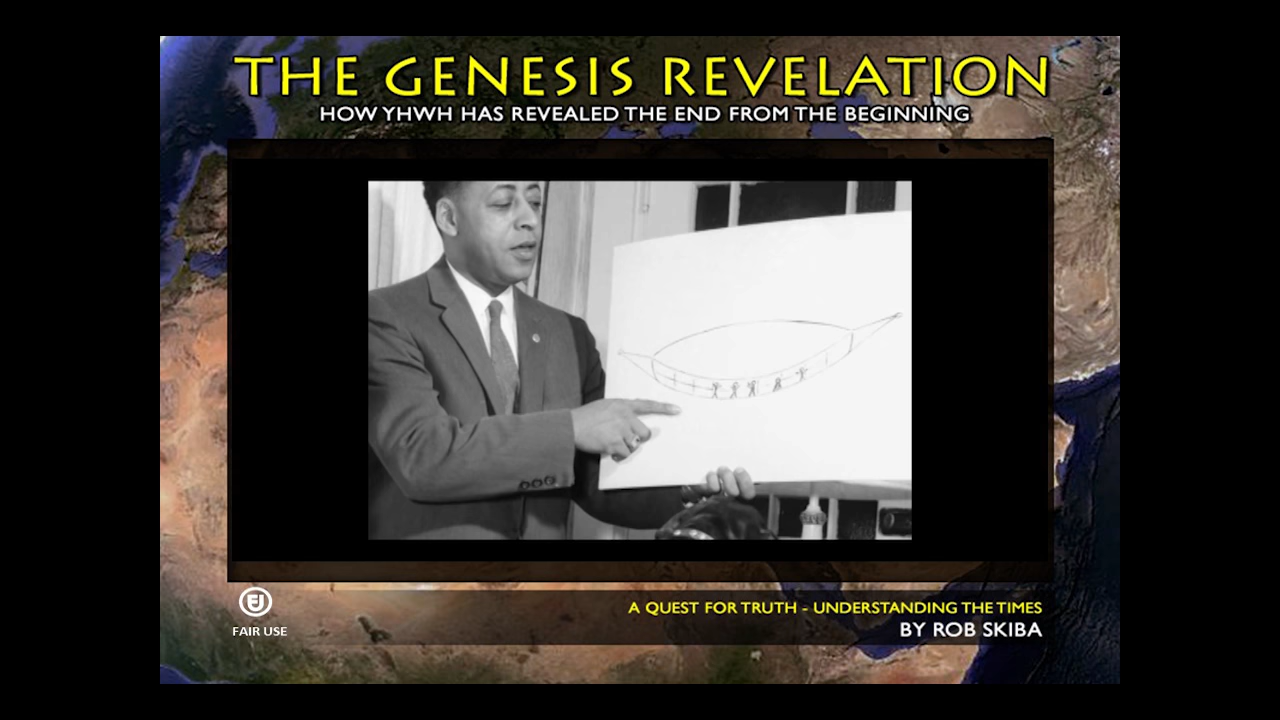 THE GENESIS REVELATION
HOW YHWH HAS REVEALED THE END FROM THE BEGINNING
FJ
FAIR USE
A QUEST FOR TRUTH - UNDERSTANDING THE TIMES
BY ROB SKIBA